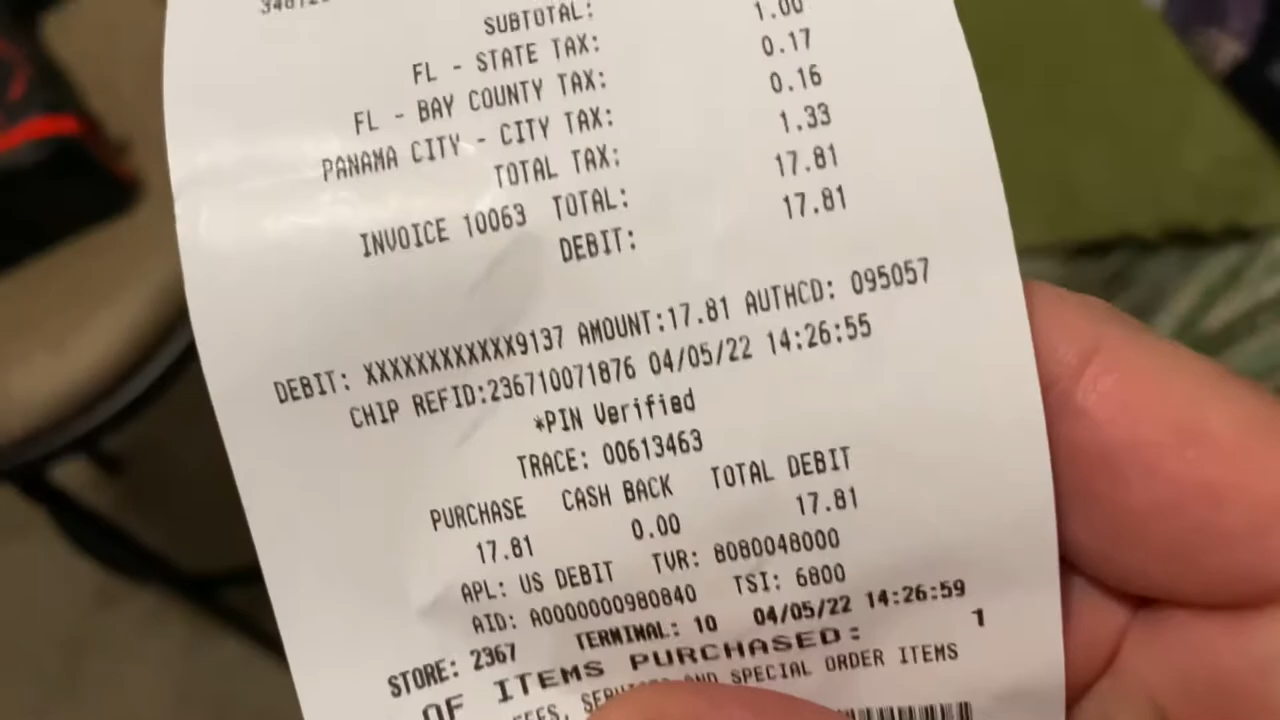 SUBTOTAL:
FL - STATE TAX: 1.00
FL - BAY COUNTY TAX: 0.17
PANAMA CITY - CITY TAX: 0.16
TOTAL TAX: 1.33
INVOICE 10063 TOTAL: 17.81
DEBIT: 17.81
DEBIT: XXXXXXXXXXXX9137 AMOUNT:17.81 AUTHCD: 095057
CHIP REFID:236710071876 04/05/22 14:26:55
*PIN Verified
TRACE: 00613463
PURCHASE CASH BACK TOTAL DEBIT
17.81 0.00 17.81
APL: US DEBIT TVR: 8080048000
AID: A0000000980840 TSI: 6800
STORE: 2367 TERMINAL: 10 04/05/22 14:26:59
OF ITEMS PURCHASED: 1
AND SPECIAL ORDER ITEMS